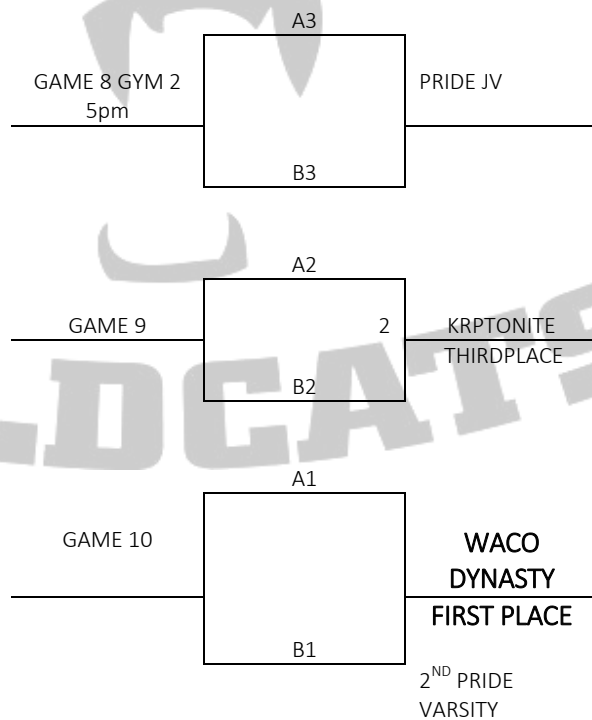 A3
GAME 8 GYM 2
5pm
PRIDE JV
B3
A2
GAME 9
2
KRPTONITE
THIRDPLACE
B2
LDCATS
A1
GAME 10
WACO
DYNASTY
FIRST PLACE
B1
2ND PRIDE
VARSITY